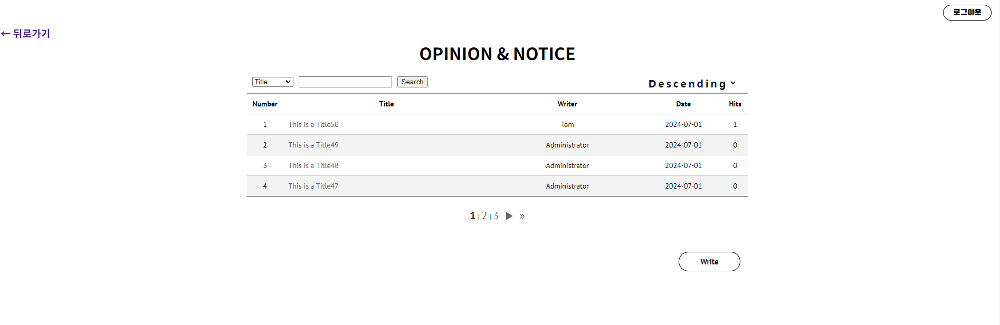 로그아웃
← 뒤로가기
OPINION & NOTICE
Title Search Descending
Number Title Writer Date Hits
1 This is a Title50 Tom 2024-07-01 1
2 This is a Title49 Administrator 2024-07-01 0
3 This is a Title48 Administrator 2024-07-01 0
4 This is a Title47 Administrator 2024-07-01 0
1 | 2 | 3 ▶ »
Write